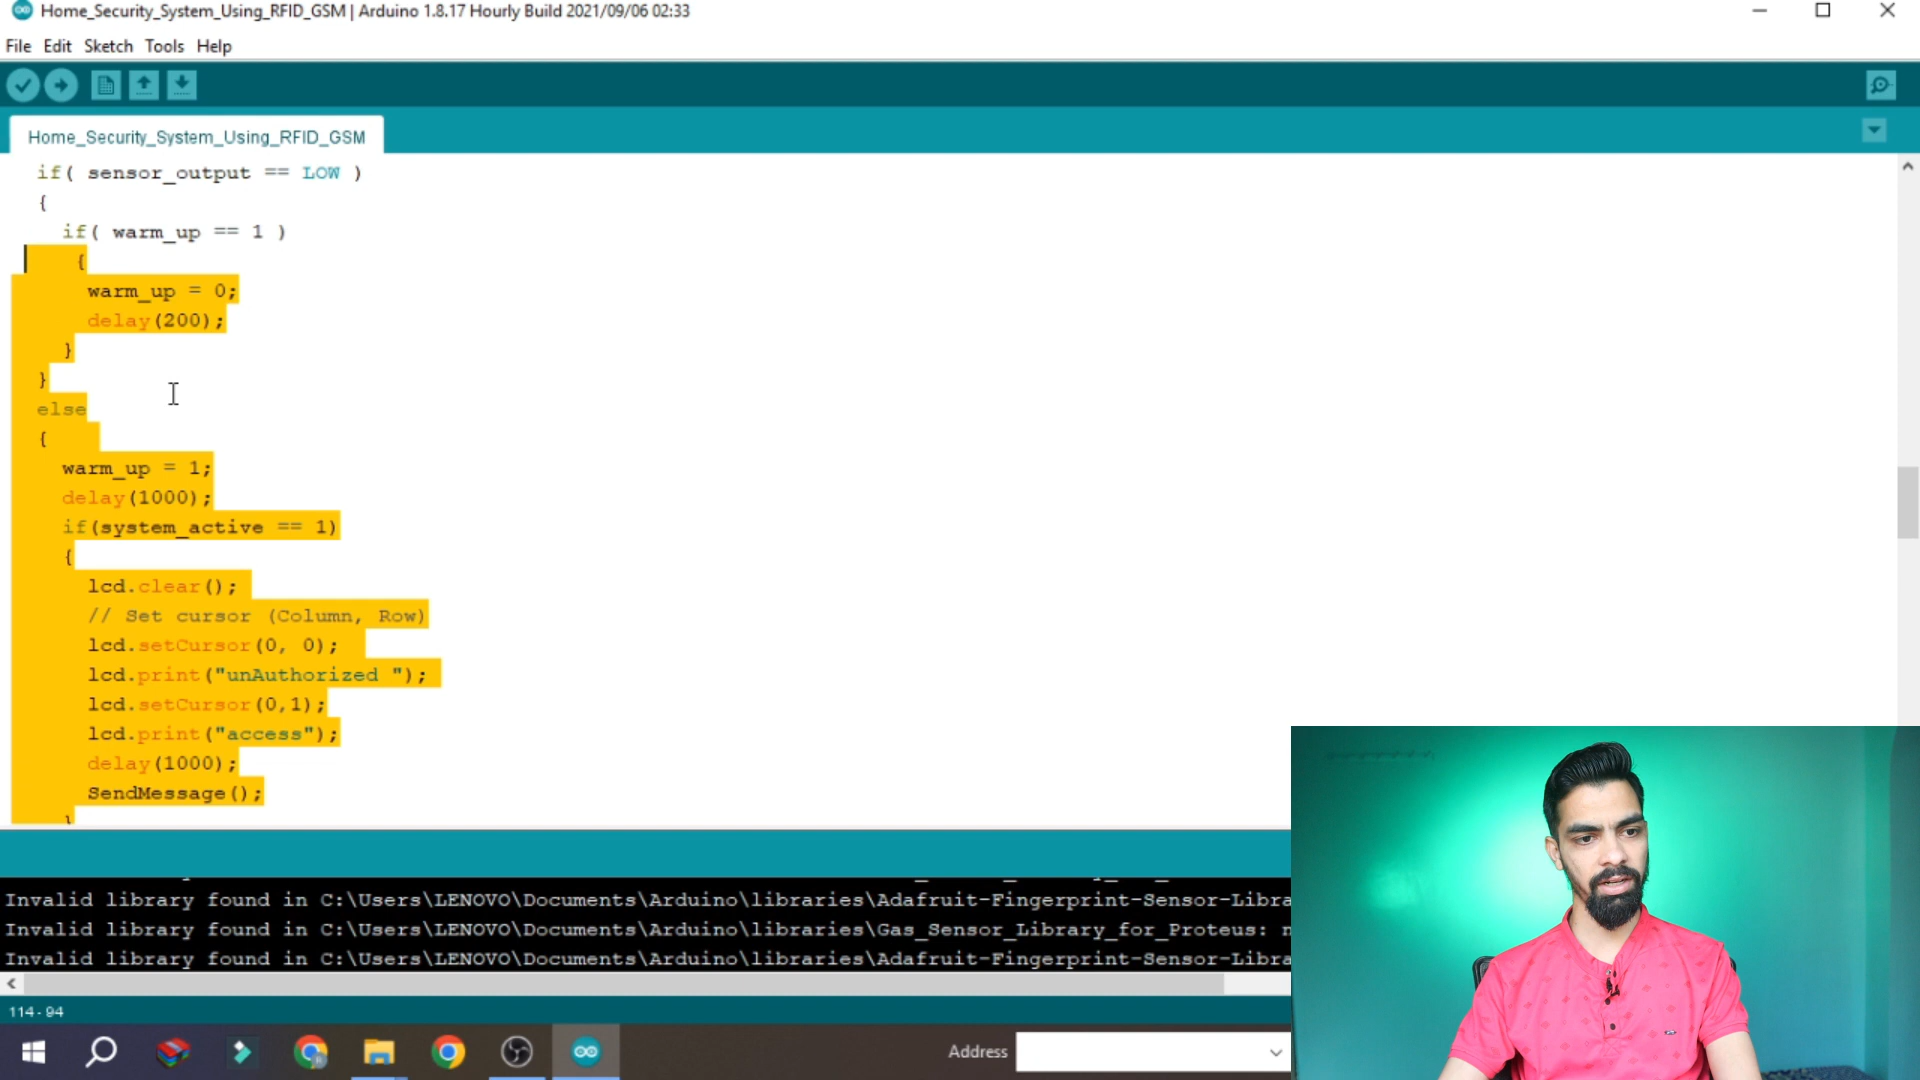 Home_Security_System_Using_RFID_GSM | Arduino 1.8.17 Hourly Build 2021/09/06 02:33
File Edit Sketch Tools Help
Home_Security_System_Using_RFID_GSM
if( sensor_output == LOW )
{
if( warm_up == 1 )
{
warm_up = 0;
delay(200);
}
}
else
{
warm_up = 1;
delay(1000);
if(system_active == 1)
{
lcd.clear();
// Set cursor (Column, Row)
lcd.setCursor(0, 0);
lcd.print("unAuthorized ");
lcd.setCursor(0,1);
lcd.print("access");
delay(1000);
SendMessage();
}
Invalid library found in C:\Users\LENOVO\Documents\Arduino\libraries\Adafruit-Fingerprint-Sensor-Libra
Invalid library found in C:\Users\LENOVO\Documents\Arduino\libraries\Gas_Sensor_Library_for_Proteus: n
Invalid library found in C:\Users\LENOVO\Documents\Arduino\libraries\Adafruit-Fingerprint-Sensor-Libra
114 - 94
Address